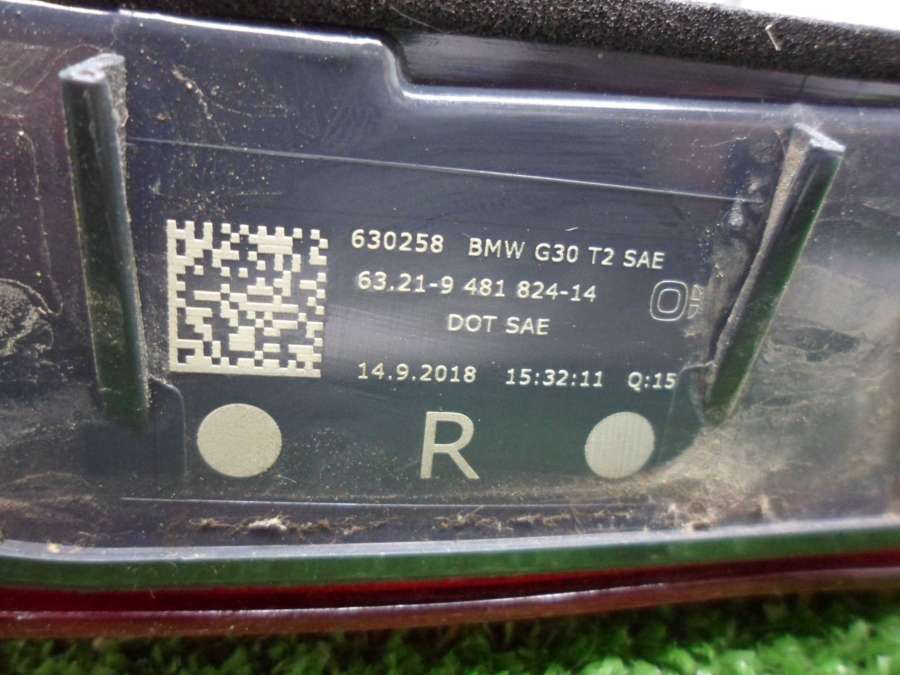 630258 BMW G30 T2 SAE
63.21-9 481 824-14
DOT SAE
14.9.2018 15:32:11 Q:15
R